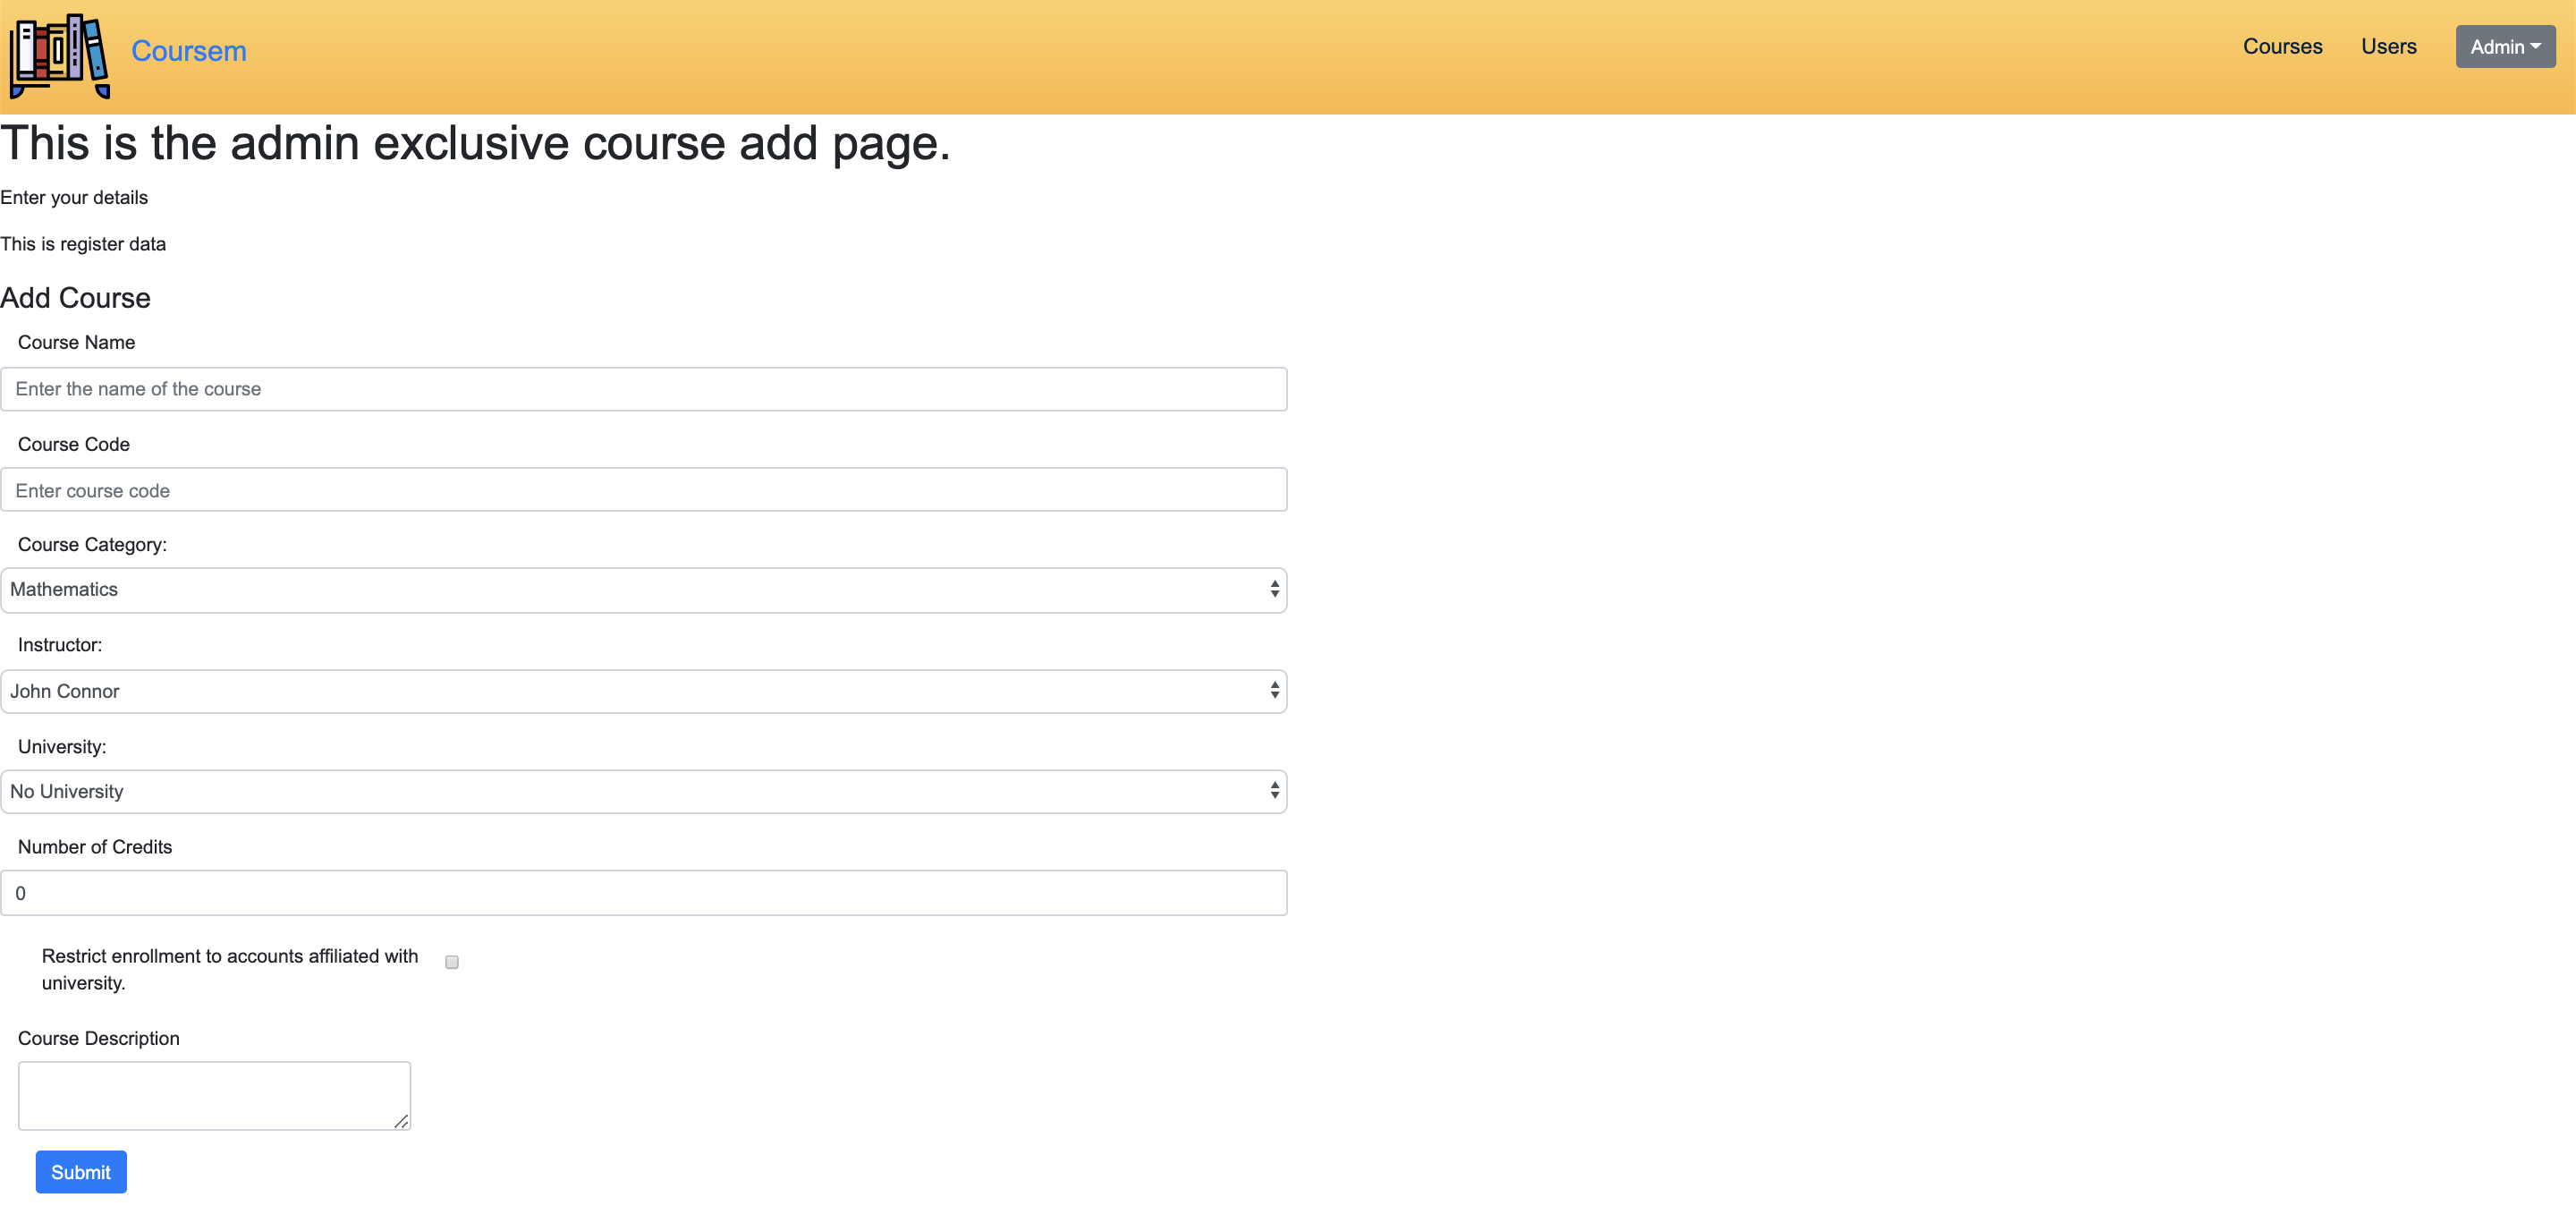 Coursem
Courses
Users
Admin
This is the admin exclusive course add page.
Enter your details
This is register data
Add Course
Course Name
Enter the name of the course
Course Code
Enter course code
Course Category:
Mathematics
Instructor:
John Connor
University:
No University
Number of Credits
0
Restrict enrollment to accounts affiliated with
university.
Course Description
Submit